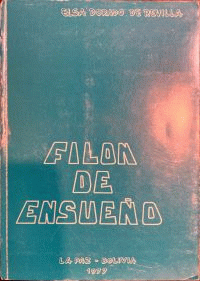 ELSA DORADO DE REVILLA
FILON
DE
ENSUEÑO
LA PAZ - BOLIVIA
1977